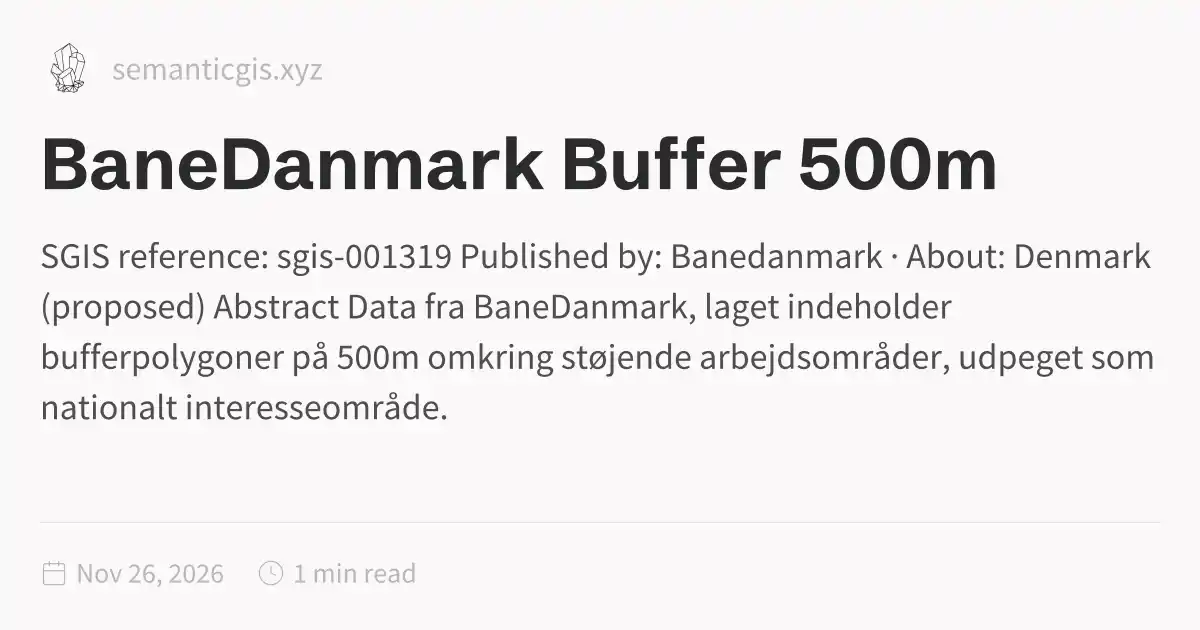 semanticgis.xyz
BaneDanmark Buffer 500m
SGIS reference: sgis-001319 Published by: Banedanmark · About: Denmark
(proposed) Abstract Data fra BaneDanmark, laget indeholder
bufferpolygoner på 500m omkring støjende arbejdsområder, udpeget som
nationalt interesseområde.
Nov 26, 2026
1 min read